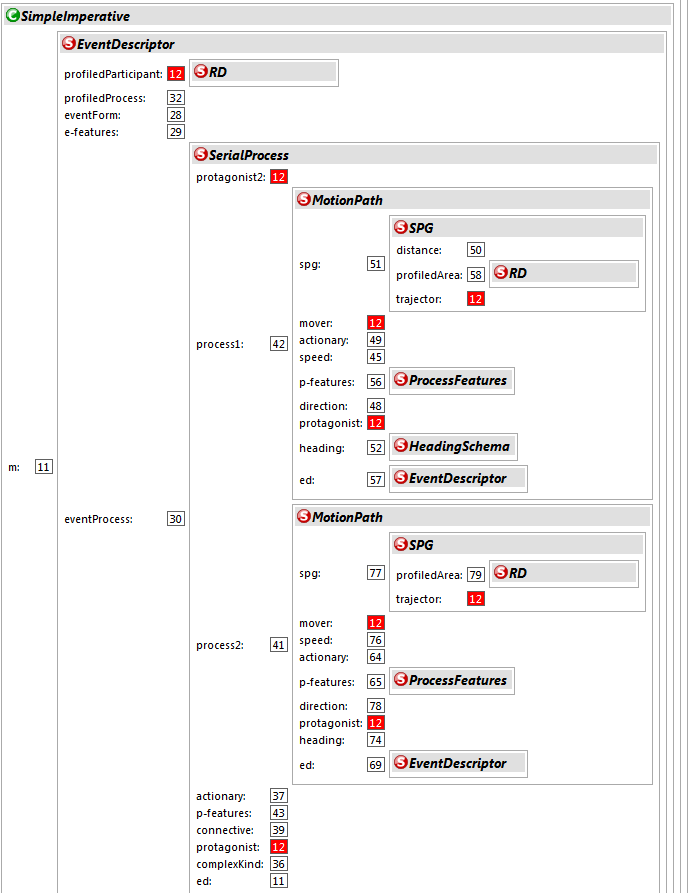 C SimpleImperative
S EventDescriptor
profiledParticipant: 12 S RD
profiledProcess: 32
eventForm: 28
e-features: 29
S SerialProcess
protagonist2: 12
S MotionPath
S SPG
distance: 50
spg: 51
profiledArea: 58 S RD
trajector: 12
mover: 12
process1: 42
actionary: 49
speed: 45
p-features: 56 S ProcessFeatures
direction: 48
protagonist: 12
heading: 52 S HeadingSchema
m: 11
ed: 57 S EventDescriptor
eventProcess: 30
S MotionPath
S SPG
spg: 77
profiledArea: 79 S RD
trajector: 12
mover: 12
speed: 76
process2: 41
actionary: 64
p-features: 65 S ProcessFeatures
direction: 78
protagonist: 12
heading: 74
ed: 69 S EventDescriptor
actionary: 37
p-features: 43
connective: 39
protagonist: 12
complexKind: 36
ed: 11